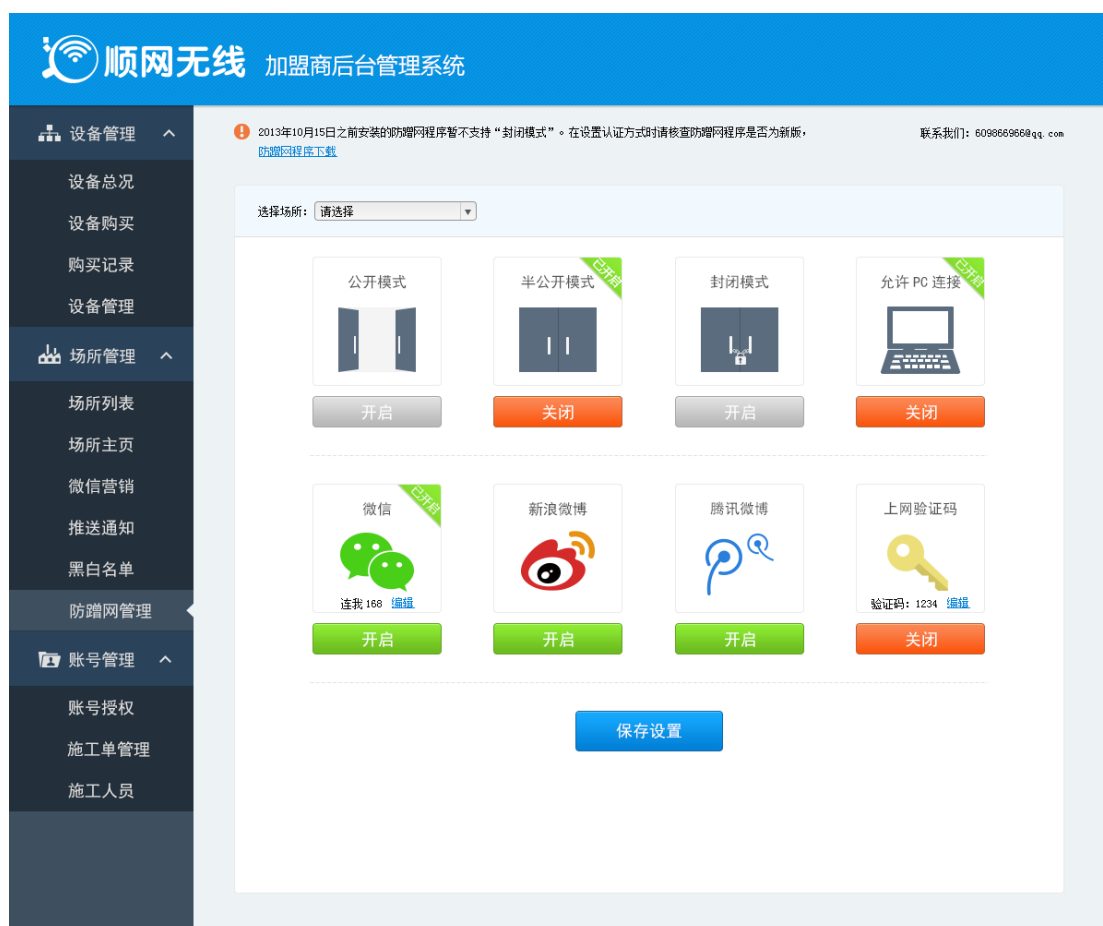 顺网无线 加盟商后台管理系统
设备管理
设备总况
设备购买
购买记录
设备管理
场所管理
场所列表
场所主页
微信营销
推送通知
黑白名单
防蹭网管理
账号管理
账号授权
施工单管理
施工人员
2013年10月15日之前安装的防蹭网程序暂不支持“封闭模式”。在设置认证方式时请核查防蹭网程序是否为新版，
防蹭网程序下载
联系我们：609866966@qq.com
选择场所： 请选择
公开模式
开启
半公开模式
已开启
关闭
封闭模式
开启
允许 PC 连接
已开启
关闭
微信
已开启
连我 168 编辑
开启
新浪微博
开启
腾讯微博
开启
上网验证码
验证码：1234 编辑
关闭
保存设置